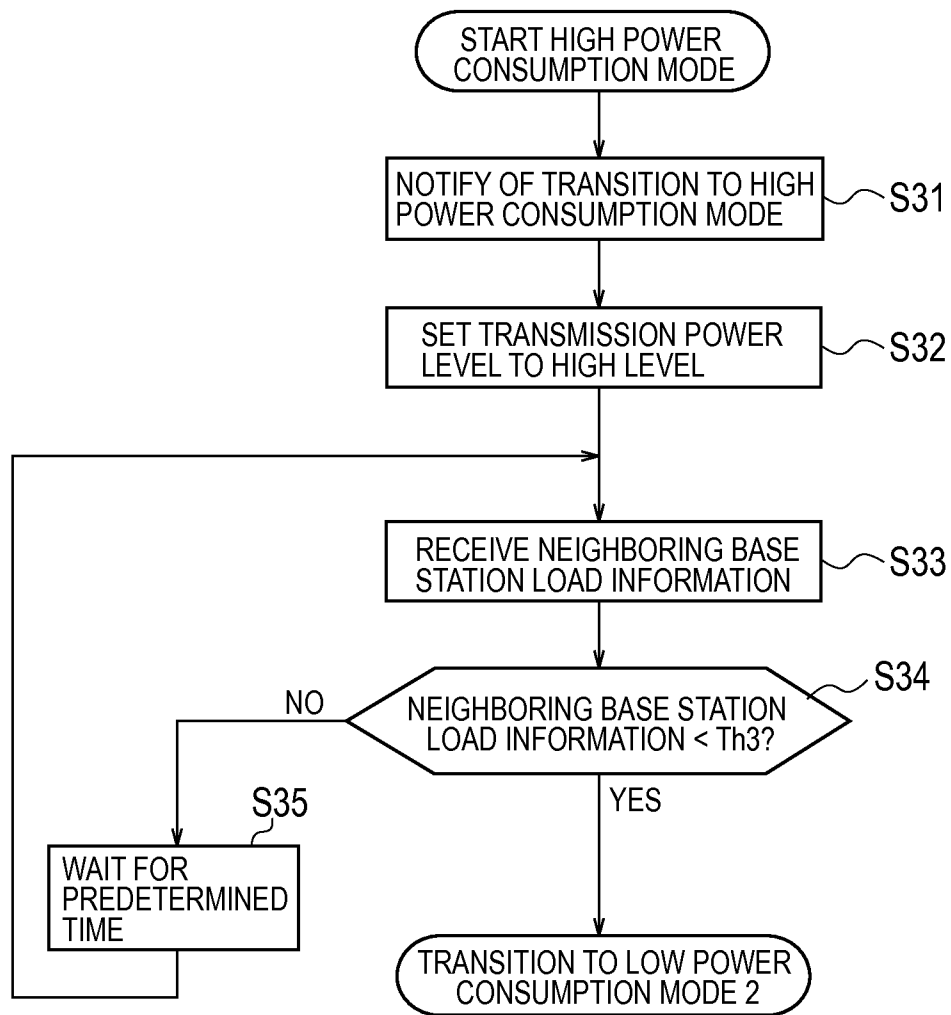 START HIGH POWER
CONSUMPTION MODE
NOTIFY OF TRANSITION TO HIGH
POWER CONSUMPTION MODE
S31
SET TRANSMISSION POWER
LEVEL TO HIGH LEVEL
S32
RECEIVE NEIGHBORING BASE
STATION LOAD INFORMATION
S33
NEIGHBORING BASE STATION
LOAD INFORMATION < Th3?
S34
NO
YES
S35
WAIT FOR
PREDETERMINED
TIME
TRANSITION TO LOW POWER
CONSUMPTION MODE 2